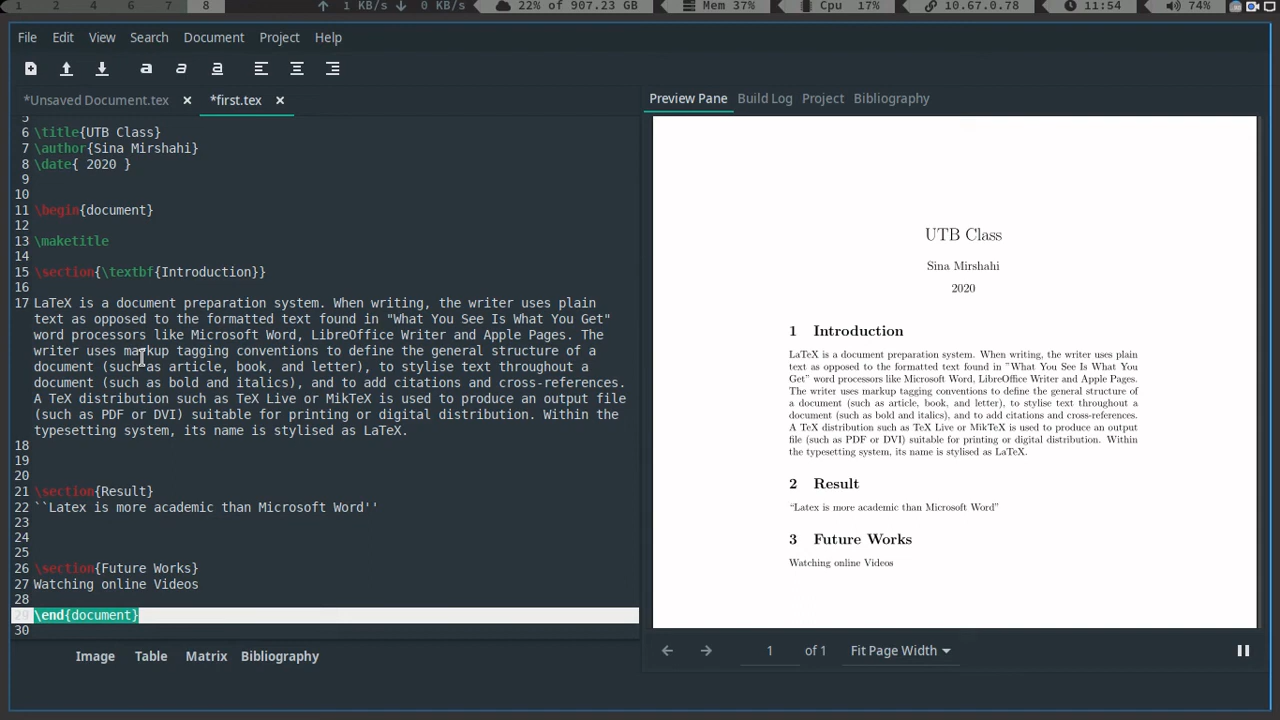 1 2 4 6 7 8 1 KB/s 0 KB/s 22% of 907.23 GB Mem 37% Cpu 17% 10.67.0.78 11:54 74%
File Edit View Search Document Project Help
a a a
*Unsaved Document.tex *first.tex
5
6 \title{UTB Class}
7 \author{Sina Mirshahi}
8 \date{ 2020 }
9
10
11 \begin{document}
12
13 \maketitle
14
15 \section{\textbf{Introduction}}
16
17 LaTeX is a document preparation system. When writing, the writer uses plain
text as opposed to the formatted text found in "What You See Is What You Get"
word processors like Microsoft Word, LibreOffice Writer and Apple Pages. The
writer uses markup tagging conventions to define the general structure of a
document (such as article, book, and letter), to stylise text throughout a
document (such as bold and italics), and to add citations and cross-references.
A TeX distribution such as TeX Live or MikTeX is used to produce an output file
(such as PDF or DVI) suitable for printing or digital distribution. Within the
typesetting system, its name is stylised as LaTeX.
18
19
20
21 \section{Result}
22 ``Latex is more academic than Microsoft Word''
23
24
25
26 \section{Future Works}
27 Watching online Videos
28
29 \end{document}
30
Image Table Matrix Bibliography
Preview Pane Build Log Project Bibliography
UTB Class
Sina Mirshahi
2020
1 Introduction
LaTeX is a document preparation system. When writing, the writer uses plain
text as opposed to the formatted text found in "What You See Is What You
Get" word processors like Microsoft Word, LibreOffice Writer and Apple Pages.
The writer uses markup tagging conventions to define the general structure of
a document (such as article, book, and letter), to stylise text throughout a
document (such as bold and italics), and to add citations and cross-references.
A TeX distribution such as TeX Live or MikTeX is used to produce an output
file (such as PDF or DVI) suitable for printing or digital distribution. Within
the typesetting system, its name is stylised as LaTeX.
2 Result
“Latex is more academic than Microsoft Word”
3 Future Works
Watching online Videos
1 of 1 Fit Page Width